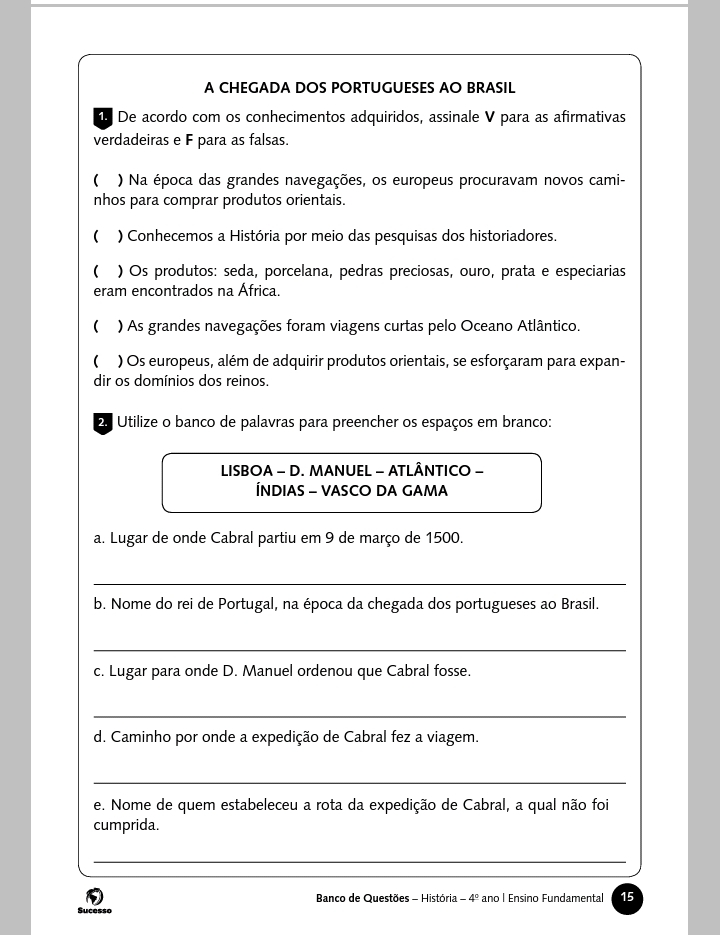 A CHEGADA DOS PORTUGUESES AO BRASIL
1. De acordo com os conhecimentos adquiridos, assinale V para as afirmativas
verdadeiras e F para as falsas.
(   ) Na época das grandes navegações, os europeus procuravam novos cami-
nhos para comprar produtos orientais.
(   ) Conhecemos a História por meio das pesquisas dos historiadores.
(   ) Os produtos: seda, porcelana, pedras preciosas, ouro, prata e especiarias
eram encontrados na África.
(   ) As grandes navegações foram viagens curtas pelo Oceano Atlântico.
(   ) Os europeus, além de adquirir produtos orientais, se esforçaram para expan-
dir os domínios dos reinos.
2. Utilize o banco de palavras para preencher os espaços em branco:
LISBOA – D. MANUEL – ATLÂNTICO –
ÍNDIAS – VASCO DA GAMA
a. Lugar de onde Cabral partiu em 9 de março de 1500.
b. Nome do rei de Portugal, na época da chegada dos portugueses ao Brasil.
c. Lugar para onde D. Manuel ordenou que Cabral fosse.
d. Caminho por onde a expedição de Cabral fez a viagem.
e. Nome de quem estabeleceu a rota da expedição de Cabral, a qual não foi
cumprida.
Sucesso
Banco de Questões – História – 4º ano | Ensino Fundamental 15